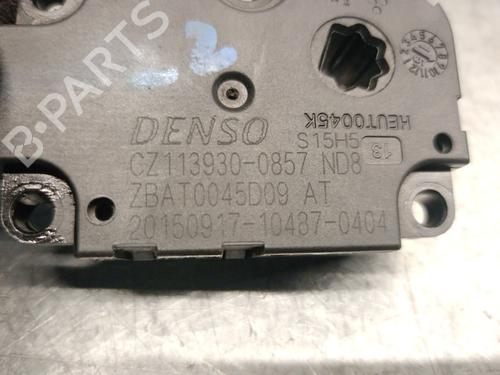 DENSO
HEUT0045K
S15H5
13
CZ113930-0857 ND8
ZBAT0045D09 AT
20150917-10487-0404
B-PARTS